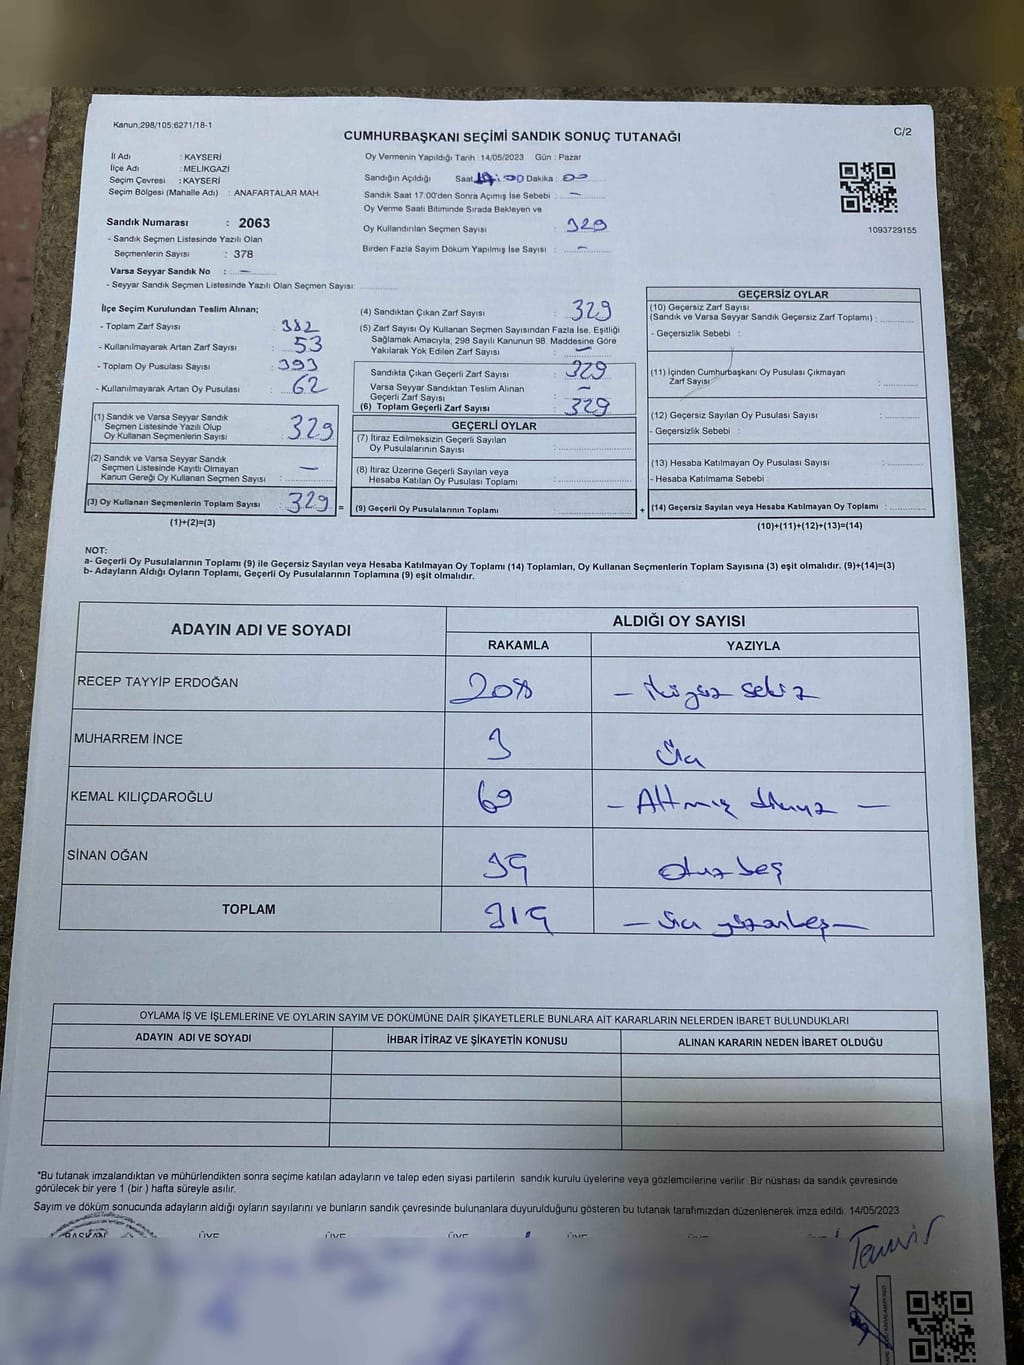 Kanun;298/105;6271/18-1
CUMHURBAŞKANI SEÇİMİ SANDIK SONUÇ TUTANAĞI
C/2
İl Adı : KAYSERİ
İlçe Adı : MELİKGAZİ
Seçim Çevresi : KAYSERİ
Seçim Bölgesi (Mahalle Adı) : ANAFARTALAR MAH.
Sandık Numarası : 2063
- Sandık Seçmen Listesinde Yazılı Olan
Seçmenlerin Sayısı : 378
Varsa Seyyar Sandık No : –
- Seyyar Sandık Seçmen Listesinde Yazılı Olan Seçmen Sayısı:
Oy Vermenin Yapıldığı Tarih : 14/05/2023 Gün : Pazar
Sandığın Açıldığı Saat : 00 Dakika : 00
Sandık Saat 17:00'den Sonra Açımış İse Sebebi : –
Oy Verme Saati Bitiminde Sırada Bekleyen ve
Oy Kullandırılan Seçmen Sayısı : 329
Birden Fazla Sayım Döküm Yapılmış İse Sayısı : –
1093729155
İlçe Seçim Kurulundan Teslim Alınan;
- Toplam Zarf Sayısı : 382
- Kullanılmayarak Artan Zarf Sayısı : 53
- Toplam Oy Pusulası : 393
- Kullanılmayarak Artan Oy Pusulası : 62
(1) Sandık ve Varsa Seyyar Sandık
Seçmen Listesinde Yazılı Olup
Oy Kullanan Seçmenlerin Sayısı : 329
(2) Sandık ve Varsa Seyyar Sandık
Seçmen Listesinde Kayıtlı Olmayan
Kanun Gereği Oy Kullanan Seçmen Sayısı : –
(3) Oy Kullanan Seçmenlerin Toplam Sayısı : 329 =
(1)+(2)=(3)
(4) Sandıktan Çıkan Zarf Sayısı : 329
(5) Zarf Sayısı Oy Kullanan Seçmen Sayısından Fazla İse, Eşitliği
Sağlamak Amacıyla, 298 Sayılı Kanunun 98. Maddesine Göre
Yakılarak Yok Edilen Zarf Sayısı : –
Sandıkta Çıkan Geçerli Zarf Sayısı : 329
Varsa Seyyar Sandıktan Teslim Alınan
Geçerli Zarf Sayısı : –
(6) Toplam Geçerli Zarf Sayısı : 329
GEÇERLİ OYLAR
(7) İtiraz Edilmeksizin Geçerli Sayılan
Oy Pusulalarının Sayısı :
(8) İtiraz Üzerine Geçerli Sayılan veya
Hesaba Katılan Oy Pusulası Toplamı :
(9) Geçerli Oy Pusulalarının Toplamı : +
GEÇERSİZ OYLAR
(10) Geçersiz Zarf Sayısı
(Sandık ve Varsa Seyyar Sandık Geçersiz Zarf Toplamı) :
- Geçersizlik Sebebi :
(11) İçinden Cumhurbaşkanı Oy Pusulası Çıkmayan
Zarf Sayısı :
(12) Geçersiz Sayılan Oy Pusulası Sayısı :
- Geçersizlik Sebebi :
(13) Hesaba Katılmayan Oy Pusulası Sayısı :
- Hesaba Katılmama Sebebi :
(14) Geçersiz Sayılan veya Hesaba Katılmayan Oy Toplamı :
(10)+(11)+(12)+(13)=(14)
NOT:
a- Geçerli Oy Pusulalarının Toplamı (9) ile Geçersiz Sayılan veya Hesaba Katılmayan Oy Toplamı (14) Toplamları, Oy Kullanan Seçmenlerin Toplam Sayısına (3) eşit olmalıdır. (9)+(14)=(3)
b- Adayların Aldığı Oyların Toplamı, Geçerli Oy Pusulalarının Toplamına (9) eşit olmalıdır.
ADAYIN ADI VE SOYADI
ALDIĞI OY SAYISI
RAKAMLA YAZIYLA
RECEP TAYYİP ERDOĞAN 208 – ikiyüz sekiz
MUHARREM İNCE 3 Üç
KEMAL KILIÇDAROĞLU 69 – Altmış dokuz –
SİNAN OĞAN 35 otuz beş
TOPLAM 315 – Üç yüzonbeş –
OYLAMA İŞ VE İŞLEMLERİNE VE OYLARIN SAYIM VE DÖKÜMÜNE DAİR ŞİKAYETLERLE BUNLARA AİT KARARLARIN NELERDEN İBARET BULUNDUKLARI
ADAYIN ADI VE SOYADI
İHBAR İTİRAZ VE ŞİKAYETİN KONUSU
ALINAN KARARIN NEDEN İBARET OLDUĞU
*Bu tutanak imzalandıktan ve mühürlendikten sonra seçime katılan adayların ve talep eden siyasi partilerin sandık kurulu üyelerine veya gözlemcilerine verilir. Bir nüshası da sandık çevresinde
görülecek bir yere 1 (bir ) hafta süreyle asılır.
Sayım ve döküm sonucunda adayların aldığı oyların sayılarını ve bunların sandık çevresinde bulunanlara duyurulduğunu gösteren bu tutanak tarafımızdan düzenlenerek imza edildi. 14/05/2023
BAŞKAN ÜYE ÜYE ÜYE ÜYE ÜYE